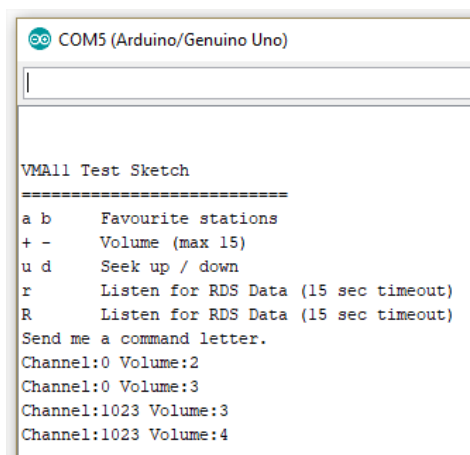 COM5 (Arduino/Genuino Uno)
VMA11 Test Sketch
===========================
a b     Favourite stations
+ -     Volume (max 15)
u d     Seek up / down
r       Listen for RDS Data (15 sec timeout)
R       Listen for RDS Data (15 sec timeout)
Send me a command letter.
Channel:0 Volume:2
Channel:0 Volume:3
Channel:1023 Volume:3
Channel:1023 Volume:4